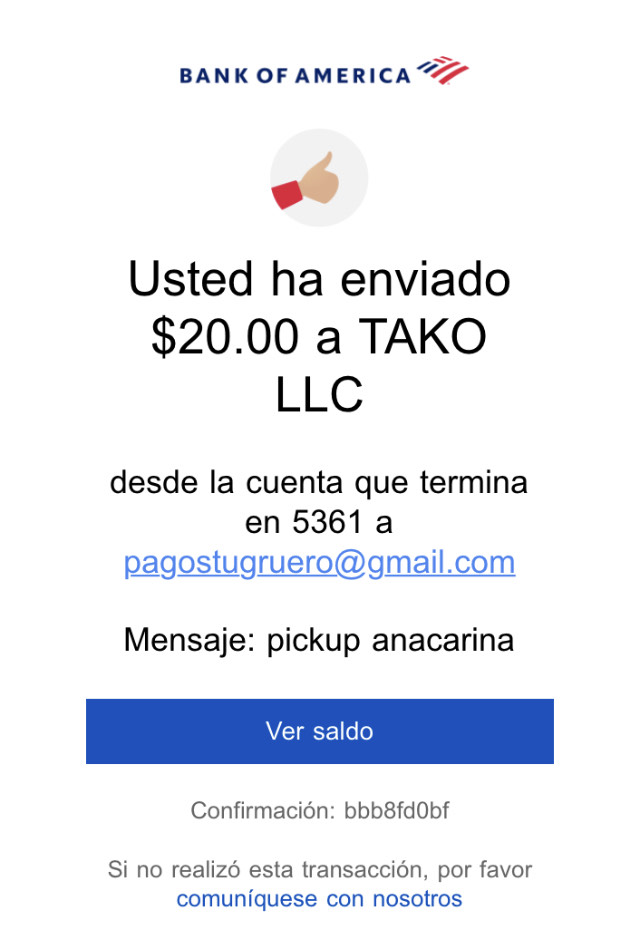 BANK OF AMERICA
Usted ha enviado
$20.00 a TAKO
LLC
desde la cuenta que termina
en 5361 a
pagostugruero@gmail.com
Mensaje: pickup anacarina
Ver saldo
Confirmación: bbb8fd0bf
Si no realizó esta transacción, por favor
comuníquese con nosotros